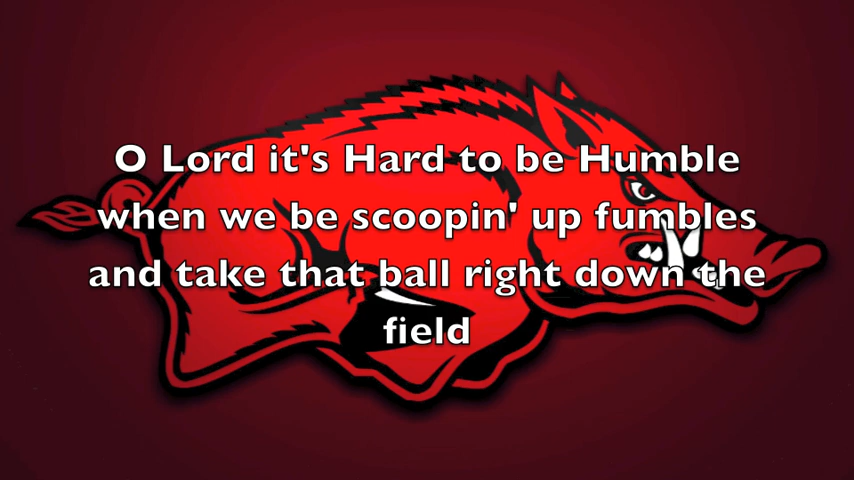 O Lord it's Hard to be Humble
when we be scoopin' up fumbles
and take that ball right down the
field